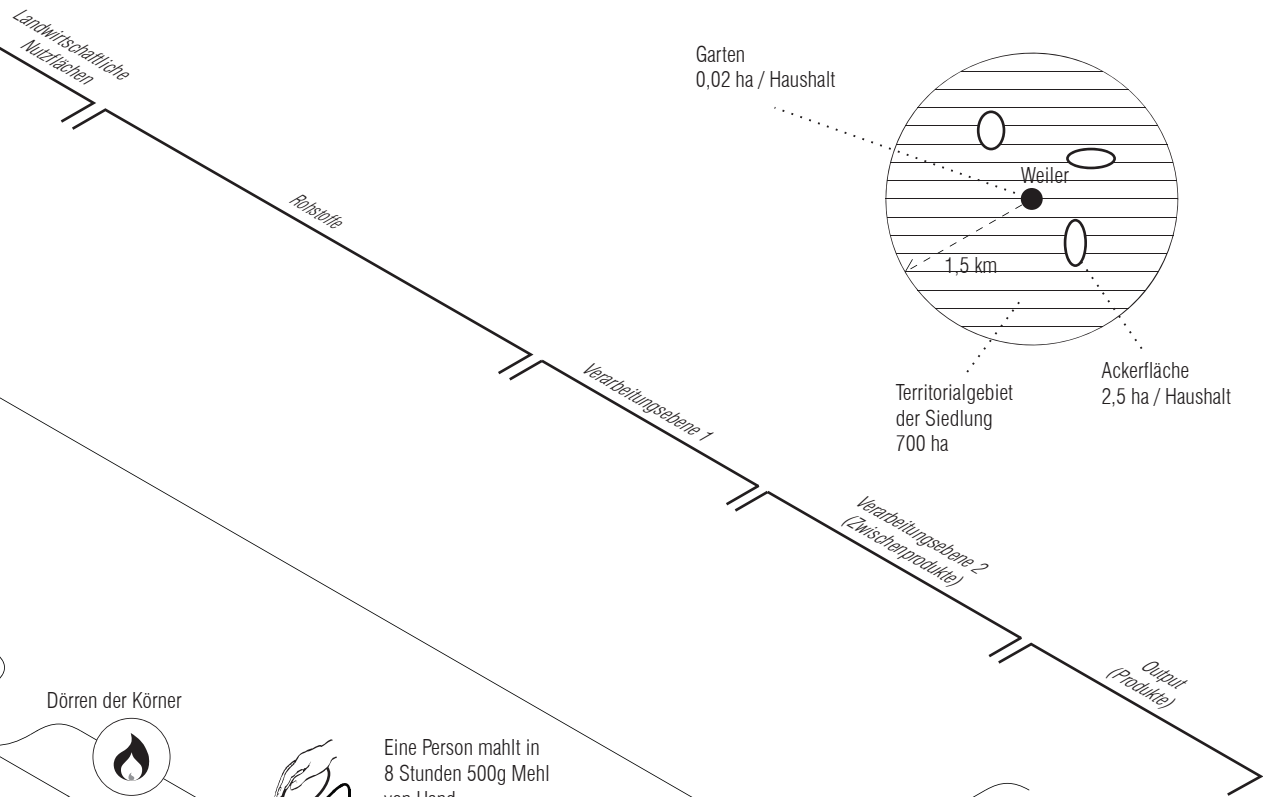 Landwirtschaftliche
Nutzflächen
Rohstoffe
Verarbeitungsebene 1
Verarbeitungsebene 2
(Zwischenprodukte)
Output
(Produkte)
Garten
0,02 ha / Haushalt
Weiler
1,5 km
Ackerfläche
2,5 ha / Haushalt
Territorialgebiet
der Siedlung
700 ha
Dörren der Körner
Eine Person mahlt in
8 Stunden 500g Mehl
von Hand